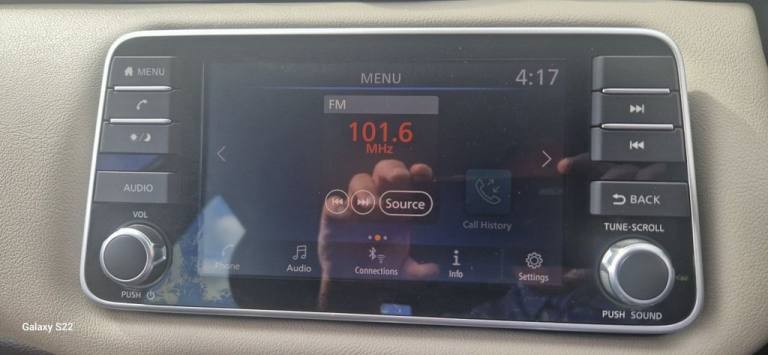 MENU
MENU
4:17
FM
101.6
MHz
Source
Call History
Phone
Audio
Connections
Info
Settings
AUDIO
VOL
PUSH
BACK
TUNE·SCROLL
PUSH SOUND
Galaxy S22